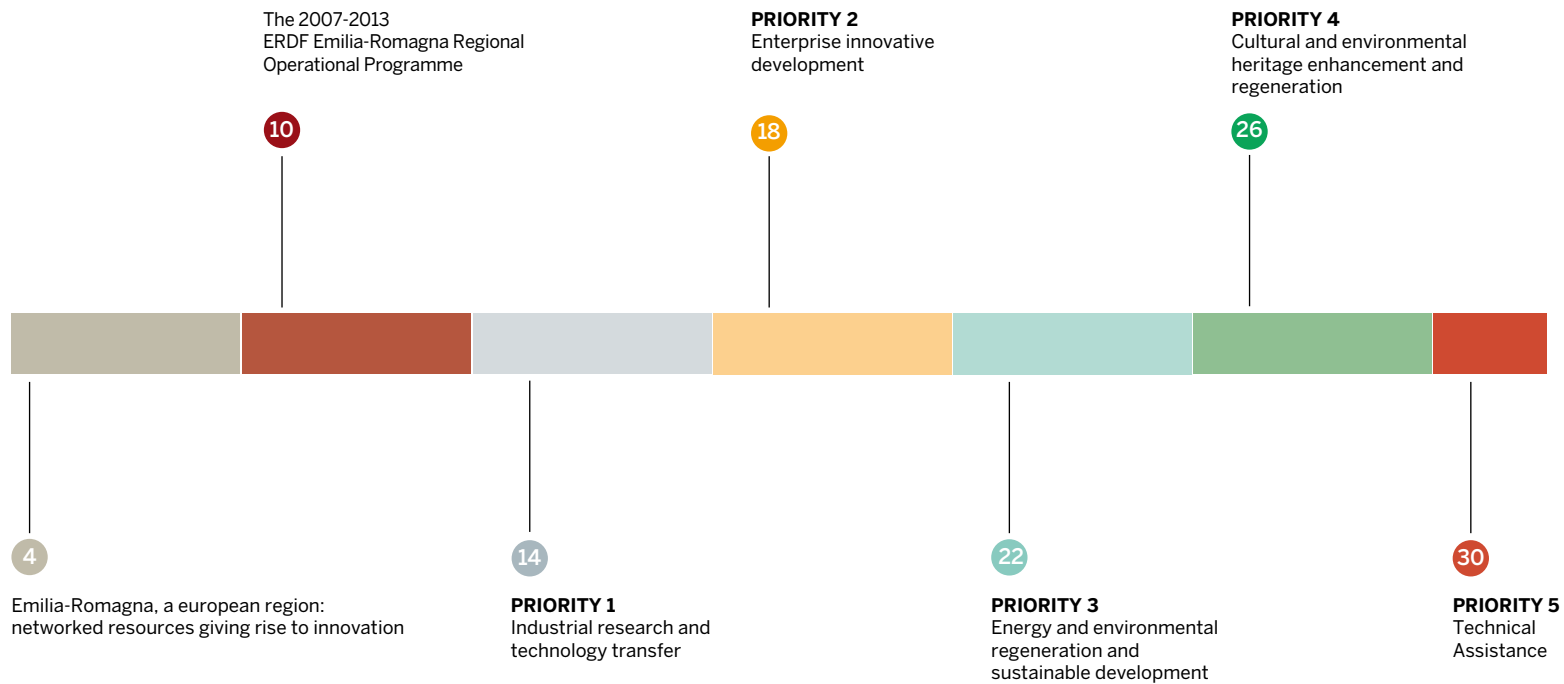 The 2007-2013
ERDF Emilia-Romagna Regional
Operational Programme
10
PRIORITY 2
Enterprise innovative
development
18
PRIORITY 4
Cultural and environmental
heritage enhancement and
regeneration
26
4
Emilia-Romagna, a european region:
networked resources giving rise to innovation
14
PRIORITY 1
Industrial research and
technology transfer
22
PRIORITY 3
Energy and environmental
regeneration and
sustainable development
30
PRIORITY 5
Technical
Assistance